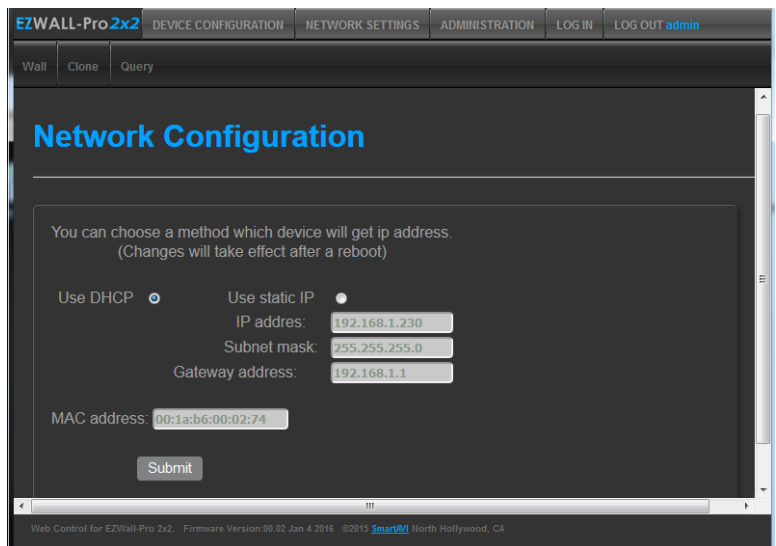 EZWALL-Pro2x2 DEVICE CONFIGURATION NETWORK SETTINGS ADMINISTRATION LOG IN LOG OUT admin
Wall Clone Query
Network Configuration
You can choose a method which device will get ip address.
(Changes will take effect after a reboot)
Use DHCP Use static IP
IP addres: 192.168.1.230
Subnet mask: 255.255.255.0
Gateway address: 192.168.1.1
MAC address: 00:1a:b6:00:02:74
Submit
Web Control for EZWall-Pro 2x2. Firmware Version:00.02 Jan 4 2016 ©2015 SmartAVI North Hollywood, CA